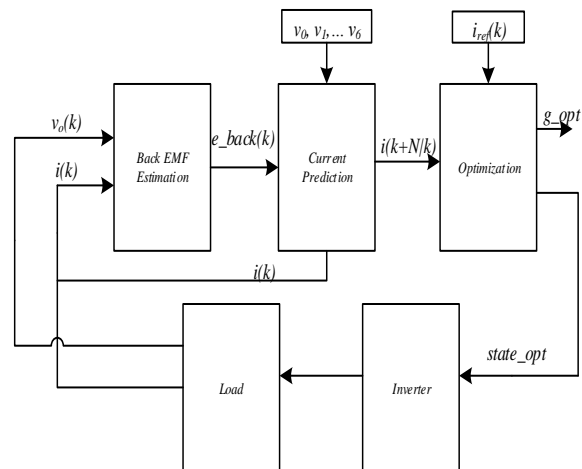 v0, v1,... v6
iref(k)
g_opt
vo(k)
e_back(k)
Back EMF
Estimation
Current
Prediction
i(k+N/k)
Optimization
i(k)
i(k)
state_opt
Load
Inverter